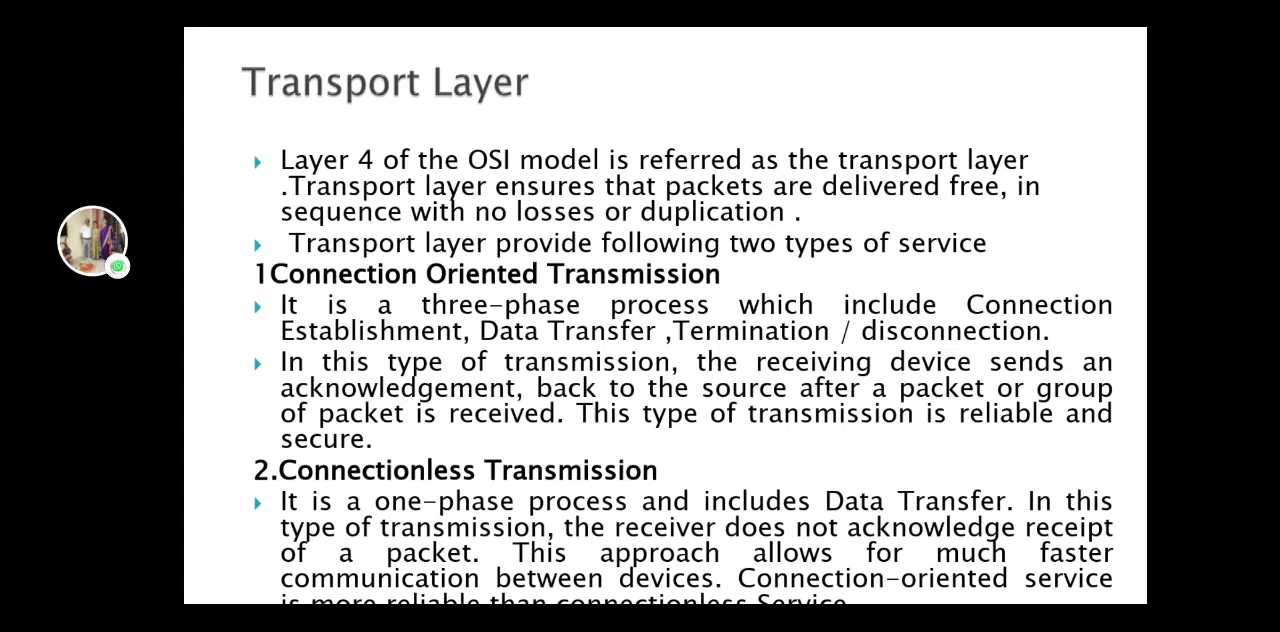 Transport Layer
Layer 4 of the OSI model is referred as the transport layer
.Transport layer ensures that packets are delivered free, in
sequence with no losses or duplication .
Transport layer provide following two types of service
1Connection Oriented Transmission
It is a three-phase process which include Connection
Establishment, Data Transfer ,Termination / disconnection.
In this type of transmission, the receiving device sends an
acknowledgement, back to the source after a packet or group
of packet is received. This type of transmission is reliable and
secure.
2.Connectionless Transmission
It is a one-phase process and includes Data Transfer. In this
type of transmission, the receiver does not acknowledge receipt
of a packet. This approach allows for much faster
communication between devices. Connection-oriented service
is more reliable than connectionless Service.